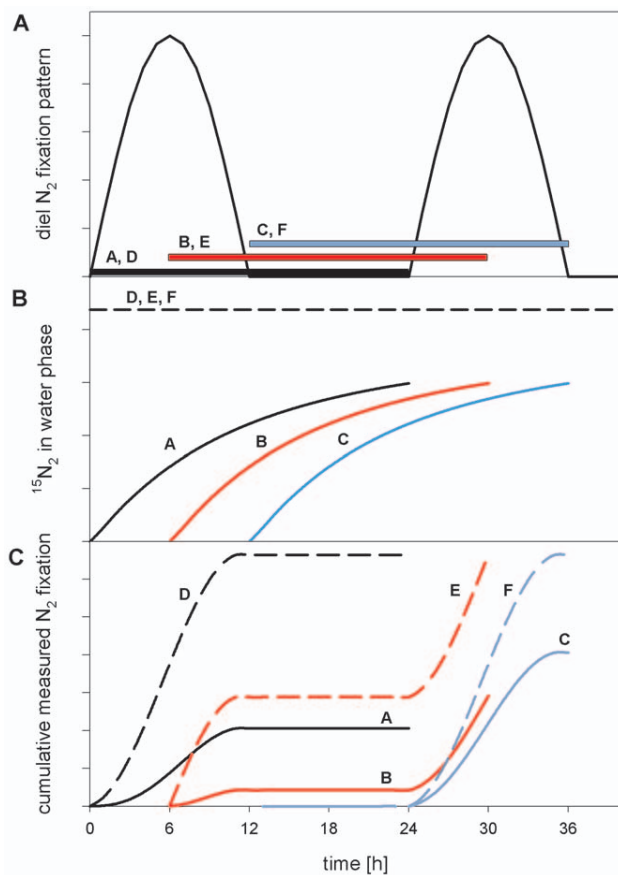 A
diel N₂ fixation pattern
C, F
B, E
A, D
B
D, E, F
¹⁵N₂ in water phase
A
B
C
C
cumulative measured N₂ fixation
D
E
F
C
A
B
0 6 12 18 24 30 36
time [h]